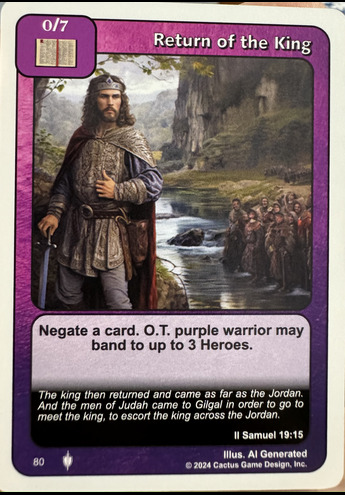 0/7
Return of the King
Negate a card. O.T. purple warrior may
band to up to 3 Heroes.
The king then returned and came as far as the Jordan.
And the men of Judah came to Gilgal in order to go to
meet the king, to escort the king across the Jordan.
II Samuel 19:15
Illus. AI Generated
80
© 2024 Cactus Game Design, Inc.